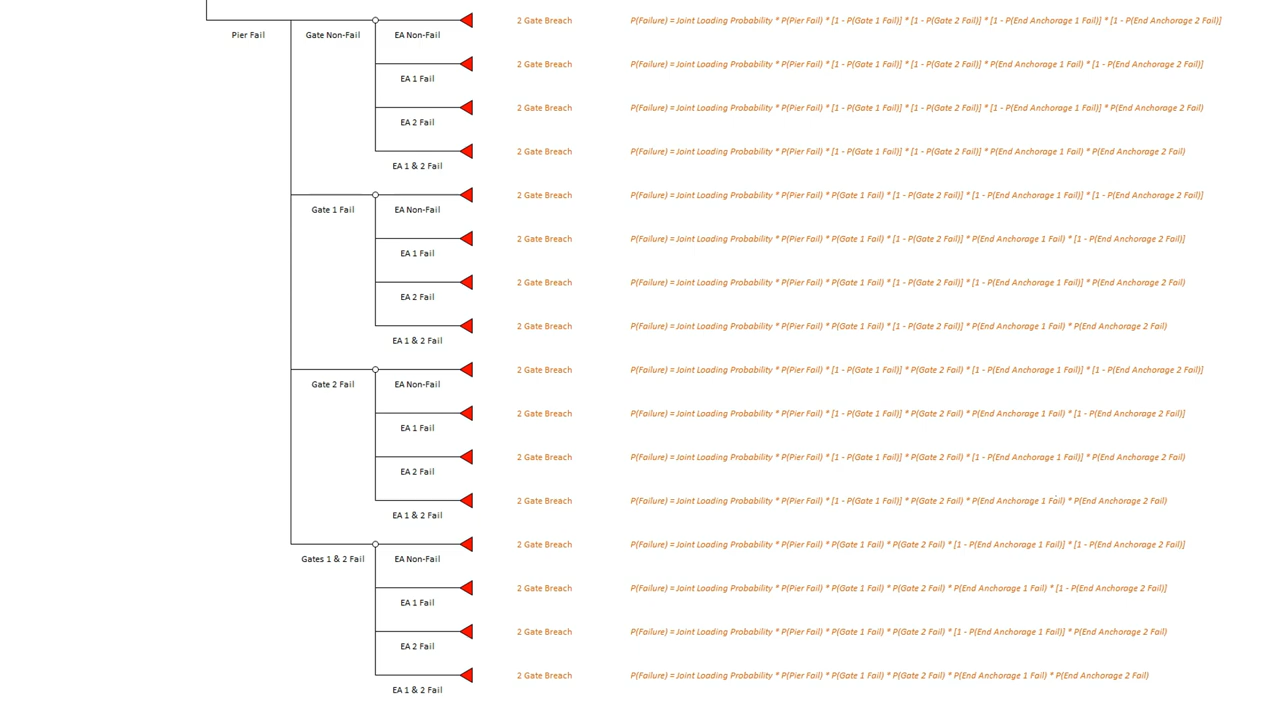 2 Gate Breach P(Failure) = Joint Loading Probability * P(Pier Fail) * [1 - P(Gate 1 Fail)] * [1 - P(Gate 2 Fail)] * [1 - P(End Anchorage 1 Fail)] * [1 - P(End Anchorage 2 Fail)]
Pier Fail Gate Non-Fail EA Non-Fail
2 Gate Breach P(Failure) = Joint Loading Probability * P(Pier Fail) * [1 - P(Gate 1 Fail)] * [1 - P(Gate 2 Fail)] * P(End Anchorage 1 Fail) * [1 - P(End Anchorage 2 Fail)]
EA 1 Fail
2 Gate Breach P(Failure) = Joint Loading Probability * P(Pier Fail) * [1 - P(Gate 1 Fail)] * [1 - P(Gate 2 Fail)] * [1 - P(End Anchorage 1 Fail)] * P(End Anchorage 2 Fail)
EA 2 Fail
2 Gate Breach P(Failure) = Joint Loading Probability * P(Pier Fail) * [1 - P(Gate 1 Fail)] * [1 - P(Gate 2 Fail)] * P(End Anchorage 1 Fail) * P(End Anchorage 2 Fail)
EA 1 & 2 Fail
2 Gate Breach P(Failure) = Joint Loading Probability * P(Pier Fail) * P(Gate 1 Fail) * [1 - P(Gate 2 Fail)] * [1 - P(End Anchorage 1 Fail)] * [1 - P(End Anchorage 2 Fail)]
Gate 1 Fail EA Non-Fail
2 Gate Breach P(Failure) = Joint Loading Probability * P(Pier Fail) * P(Gate 1 Fail) * [1 - P(Gate 2 Fail)] * P(End Anchorage 1 Fail) * [1 - P(End Anchorage 2 Fail)]
EA 1 Fail
2 Gate Breach P(Failure) = Joint Loading Probability * P(Pier Fail) * P(Gate 1 Fail) * [1 - P(Gate 2 Fail)] * [1 - P(End Anchorage 1 Fail)] * P(End Anchorage 2 Fail)
EA 2 Fail
2 Gate Breach P(Failure) = Joint Loading Probability * P(Pier Fail) * P(Gate 1 Fail) * [1 - P(Gate 2 Fail)] * P(End Anchorage 1 Fail) * P(End Anchorage 2 Fail)
EA 1 & 2 Fail
2 Gate Breach P(Failure) = Joint Loading Probability * P(Pier Fail) * [1 - P(Gate 1 Fail)] * P(Gate 2 Fail) * [1 - P(End Anchorage 1 Fail)] * [1 - P(End Anchorage 2 Fail)]
Gate 2 Fail EA Non-Fail
2 Gate Breach P(Failure) = Joint Loading Probability * P(Pier Fail) * [1 - P(Gate 1 Fail)] * P(Gate 2 Fail) * P(End Anchorage 1 Fail) * [1 - P(End Anchorage 2 Fail)]
EA 1 Fail
2 Gate Breach P(Failure) = Joint Loading Probability * P(Pier Fail) * [1 - P(Gate 1 Fail)] * P(Gate 2 Fail) * [1 - P(End Anchorage 1 Fail)] * P(End Anchorage 2 Fail)
EA 2 Fail
2 Gate Breach P(Failure) = Joint Loading Probability * P(Pier Fail) * [1 - P(Gate 1 Fail)] * P(Gate 2 Fail) * P(End Anchorage 1 Fail) * P(End Anchorage 2 Fail)
EA 1 & 2 Fail
2 Gate Breach P(Failure) = Joint Loading Probability * P(Pier Fail) * P(Gate 1 Fail) * P(Gate 2 Fail) * [1 - P(End Anchorage 1 Fail)] * [1 - P(End Anchorage 2 Fail)]
Gates 1 & 2 Fail EA Non-Fail
2 Gate Breach P(Failure) = Joint Loading Probability * P(Pier Fail) * P(Gate 1 Fail) * P(Gate 2 Fail) * P(End Anchorage 1 Fail) * [1 - P(End Anchorage 2 Fail)]
EA 1 Fail
2 Gate Breach P(Failure) = Joint Loading Probability * P(Pier Fail) * P(Gate 1 Fail) * P(Gate 2 Fail) * [1 - P(End Anchorage 1 Fail)] * P(End Anchorage 2 Fail)
EA 2 Fail
2 Gate Breach P(Failure) = Joint Loading Probability * P(Pier Fail) * P(Gate 1 Fail) * P(Gate 2 Fail) * P(End Anchorage 1 Fail) * P(End Anchorage 2 Fail)
EA 1 & 2 Fail